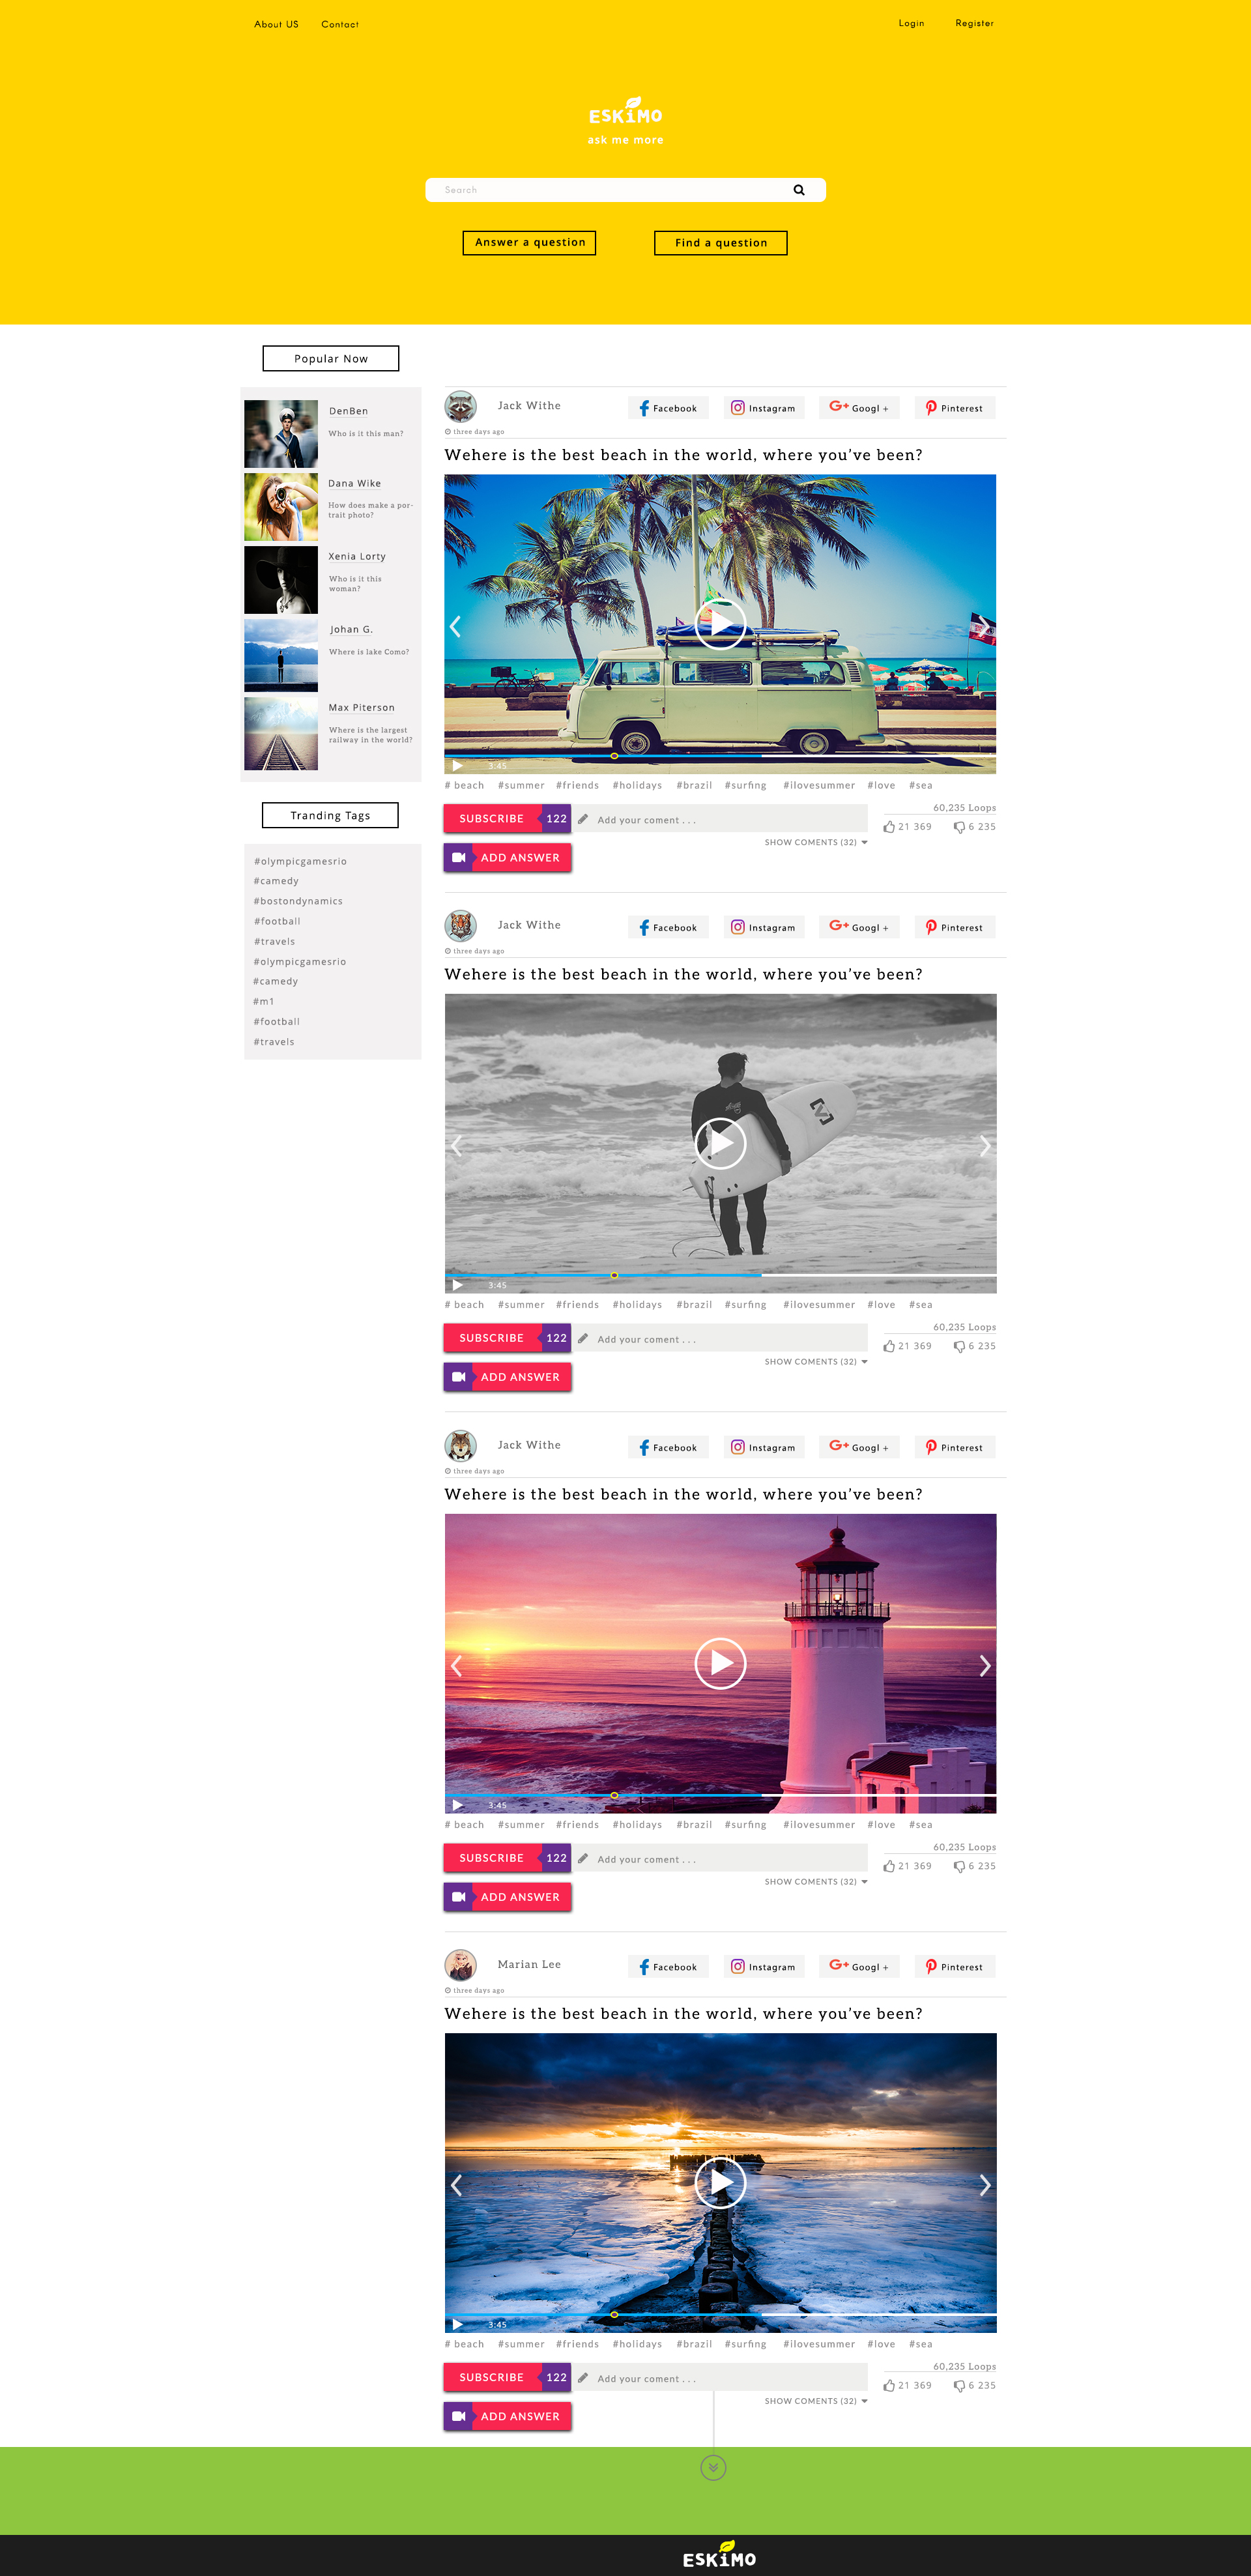 About US Contact Login Register
ESKiMO
ask me more
Search
Answer a question Find a question
Popular Now
DenBen
Who is it this man?
Dana Wike
How does make a por-
trait photo?
Xenia Lorty
Who is it this
woman?
Johan G.
Where is lake Como?
Max Piterson
Where is the largest
railway in the world?
Tranding Tags
#olympicgamesrio
#camedy
#bostondynamics
#football
#travels
#olympicgamesrio
#camedy
#m1
#football
#travels
Jack Withe Facebook Instagram G+ Googl + Pinterest
three days ago
Wehere is the best beach in the world, where you’ve been?
3:45
# beach #summer #friends #holidays #brazil #surfing #ilovesummer #love #sea
SUBSCRIBE 122 Add your coment . . . 60,235 Loops
21 369 6 235
SHOW COMENTS (32)
ADD ANSWER
Jack Withe Facebook Instagram G+ Googl + Pinterest
three days ago
Wehere is the best beach in the world, where you’ve been?
3:45
# beach #summer #friends #holidays #brazil #surfing #ilovesummer #love #sea
SUBSCRIBE 122 Add your coment . . . 60,235 Loops
21 369 6 235
SHOW COMENTS (32)
ADD ANSWER
Jack Withe Facebook Instagram G+ Googl + Pinterest
three days ago
Wehere is the best beach in the world, where you’ve been?
3:45
# beach #summer #friends #holidays #brazil #surfing #ilovesummer #love #sea
SUBSCRIBE 122 Add your coment . . . 60,235 Loops
21 369 6 235
SHOW COMENTS (32)
ADD ANSWER
Marian Lee Facebook Instagram G+ Googl + Pinterest
three days ago
Wehere is the best beach in the world, where you’ve been?
3:45
# beach #summer #friends #holidays #brazil #surfing #ilovesummer #love #sea
SUBSCRIBE 122 Add your coment . . . 60,235 Loops
21 369 6 235
SHOW COMENTS (32)
ADD ANSWER
ESKiMO